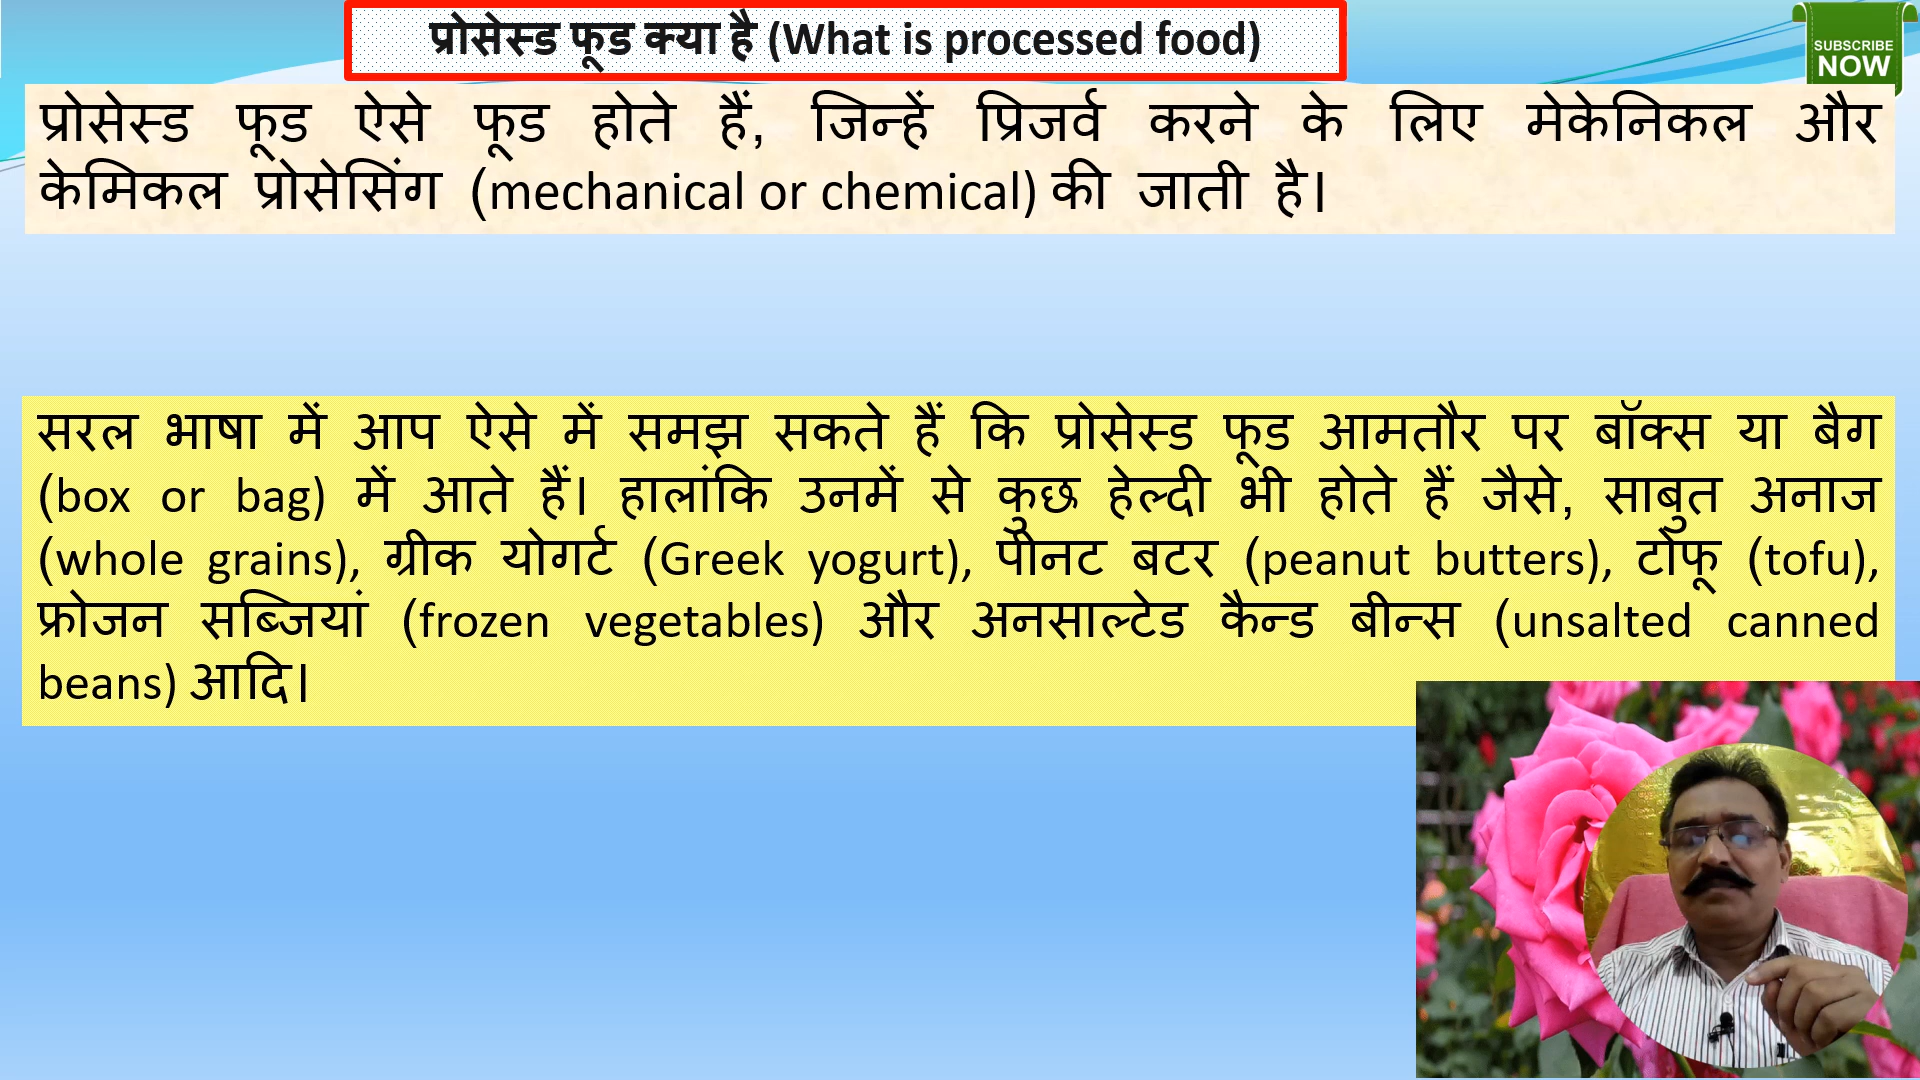 प्रोसेस्ड फूड क्या है (What is processed food)
SUBSCRIBE
NOW
प्रोसेस्ड फूड ऐसे फूड होते हैं, जिन्हें प्रिजर्व करने के लिए मेकेनिकल और
केमिकल प्रोसेसिंग (mechanical or chemical) की जाती है।
सरल भाषा में आप ऐसे में समझ सकते हैं कि प्रोसेस्ड फूड आमतौर पर बॉक्स या बैग
(box or bag) में आते हैं। हालांकि उनमें से कुछ हेल्दी भी होते हैं जैसे, साबुत अनाज
(whole grains), ग्रीक योगर्ट (Greek yogurt), पीनट बटर (peanut butters), टोफू (tofu),
फ्रोजन सब्जियां (frozen vegetables) और अनसाल्टेड कैन्ड बीन्स (unsalted canned
beans) आदि।